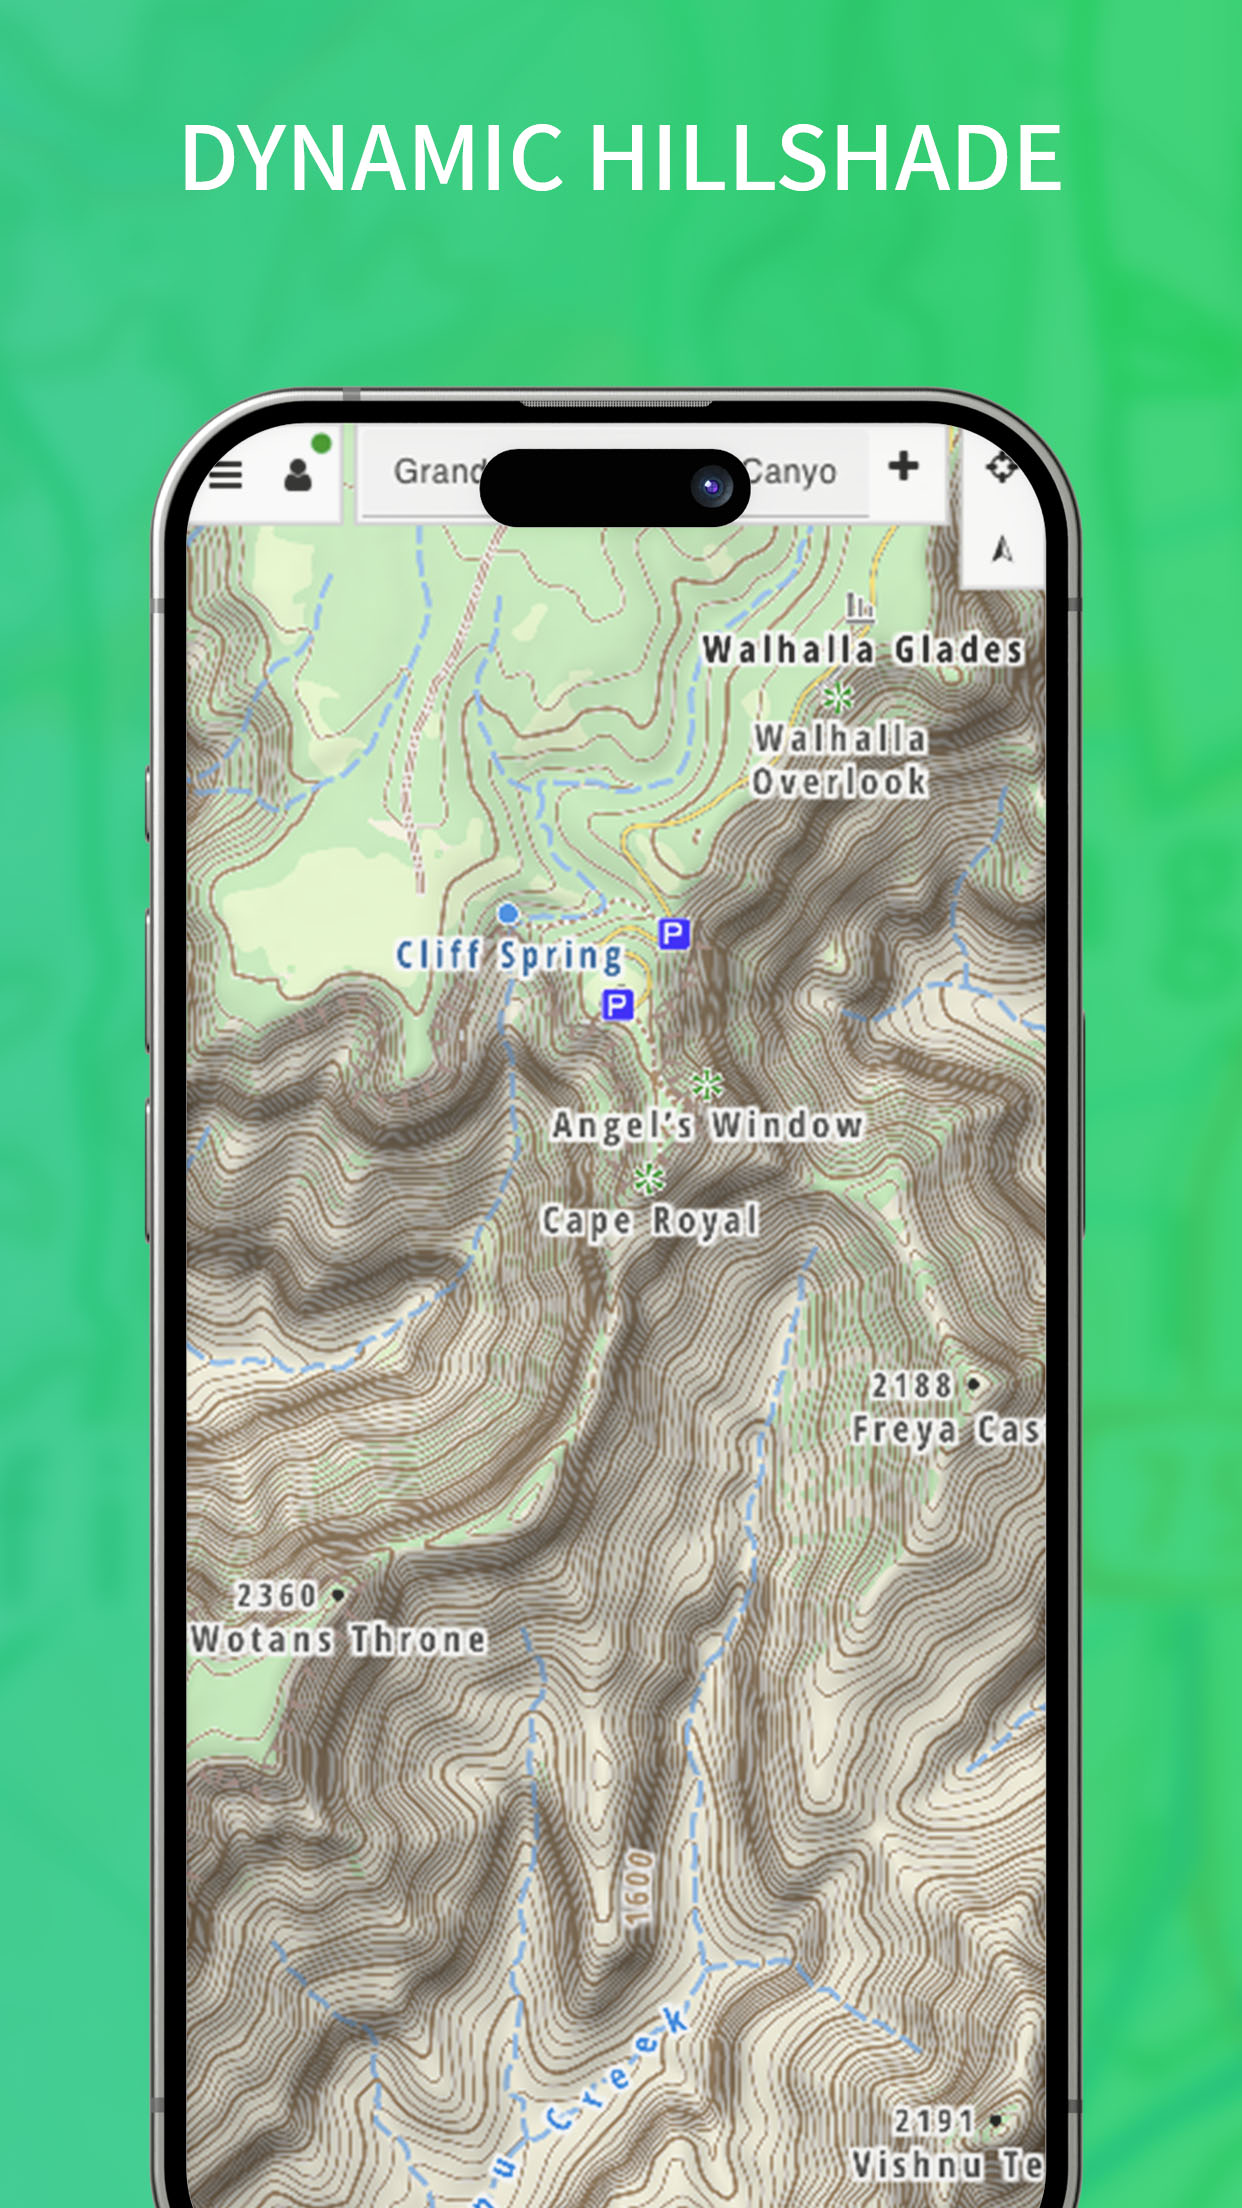 DYNAMIC HILLSHADE
Grand Canyo
Walhalla Glades
Walhalla
Overlook
P
Cliff Spring
P
Angel's Window
Cape Royal
2188
Freya Cas
2360
Wotans Throne
1600
nu Creek
2191
Vishnu Te